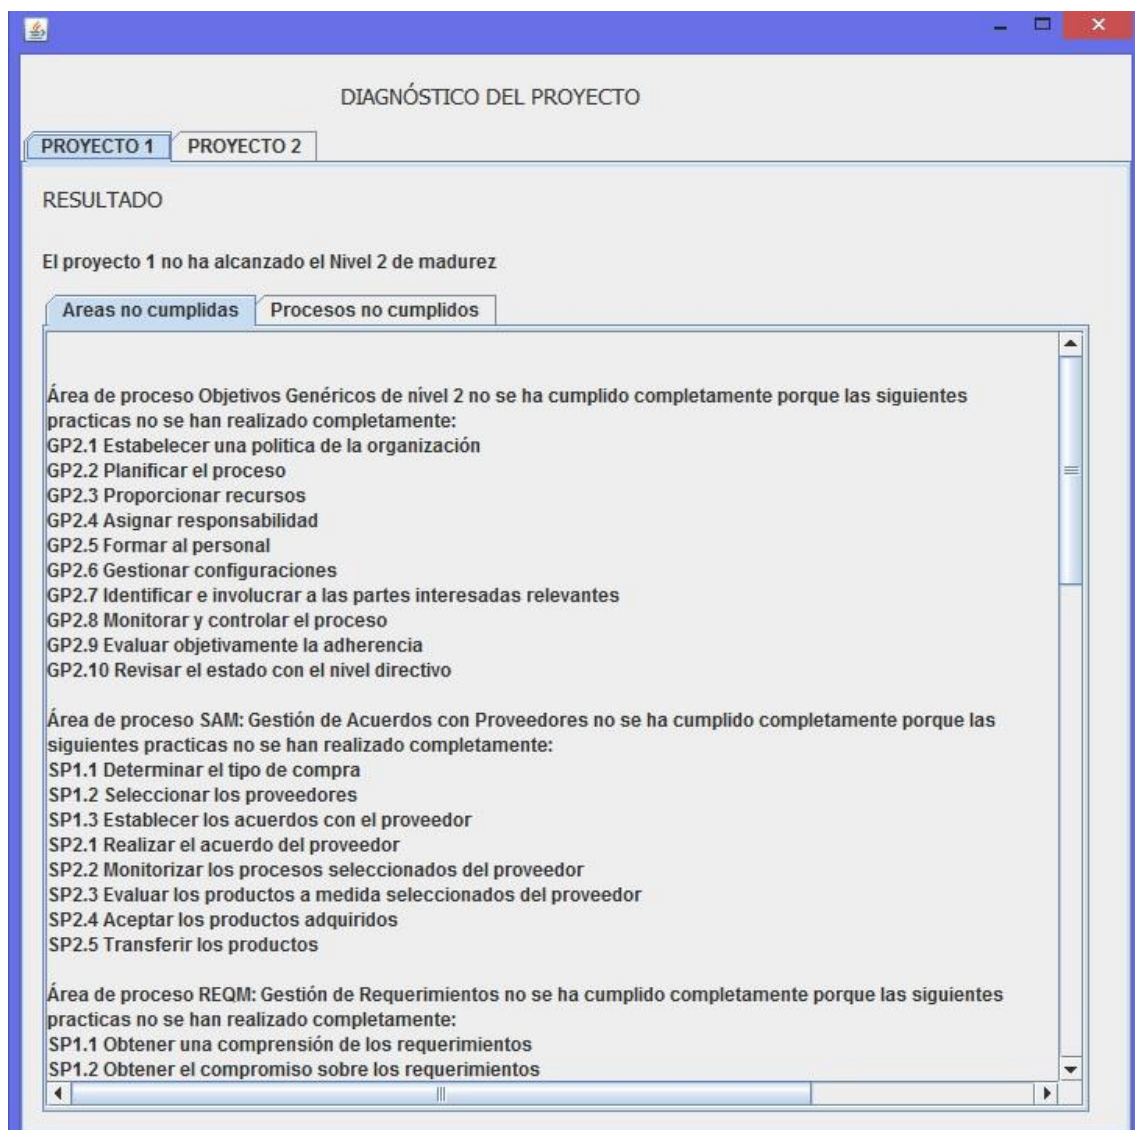 DIAGNÓSTICO DEL PROYECTO
PROYECTO 1
PROYECTO 2
RESULTADO
El proyecto 1 no ha alcanzado el Nivel 2 de madurez
Areas no cumplidas
Procesos no cumplidos
Área de proceso Objetivos Genéricos de nível 2 no se ha cumplido completamente porque las siguientes
practicas no se han realizado completamente:
GP2.1 Estabelecer una politica de la organización
GP2.2 Planificar el proceso
GP2.3 Proporcionar recursos
GP2.4 Asignar responsabilidad
GP2.5 Formar al personal
GP2.6 Gestionar configuraciones
GP2.7 Identificar e involucrar a las partes interesadas relevantes
GP2.8 Monitorar y controlar el proceso
GP2.9 Evaluar objetivamente la adherencia
GP2.10 Revisar el estado con el nivel directivo
Área de proceso SAM: Gestión de Acuerdos con Proveedores no se ha cumplido completamente porque las
siguientes practicas no se han realizado completamente:
SP1.1 Determinar el tipo de compra
SP1.2 Seleccionar los proveedores
SP1.3 Establecer los acuerdos con el proveedor
SP2.1 Realizar el acuerdo del proveedor
SP2.2 Monitorizar los procesos seleccionados del proveedor
SP2.3 Evaluar los productos a medida seleccionados del proveedor
SP2.4 Aceptar los productos adquiridos
SP2.5 Transferir los productos
Área de proceso REQM: Gestión de Requerimientos no se ha cumplido completamente porque las siguientes
practicas no se han realizado completamente:
SP1.1 Obtener una comprensión de los requerimientos
SP1.2 Obtener el compromiso sobre los requerimientos